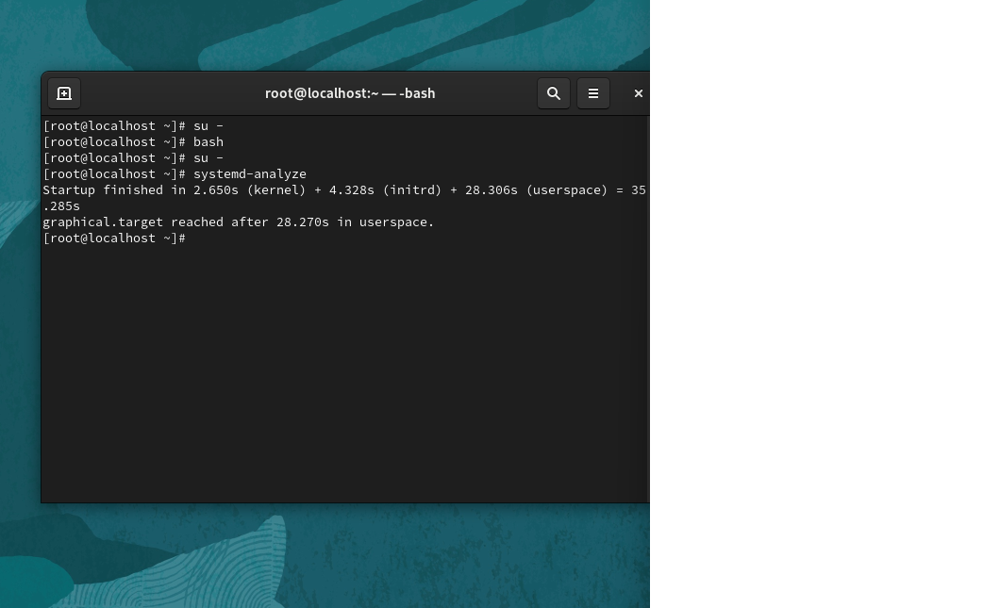 root@localhost:~ — -bash
[root@localhost ~]# su -
[root@localhost ~]# bash
[root@localhost ~]# su -
[root@localhost ~]# systemd-analyze
Startup finished in 2.650s (kernel) + 4.328s (initrd) + 28.306s (userspace) = 35
.285s
graphical.target reached after 28.270s in userspace.
[root@localhost ~]#